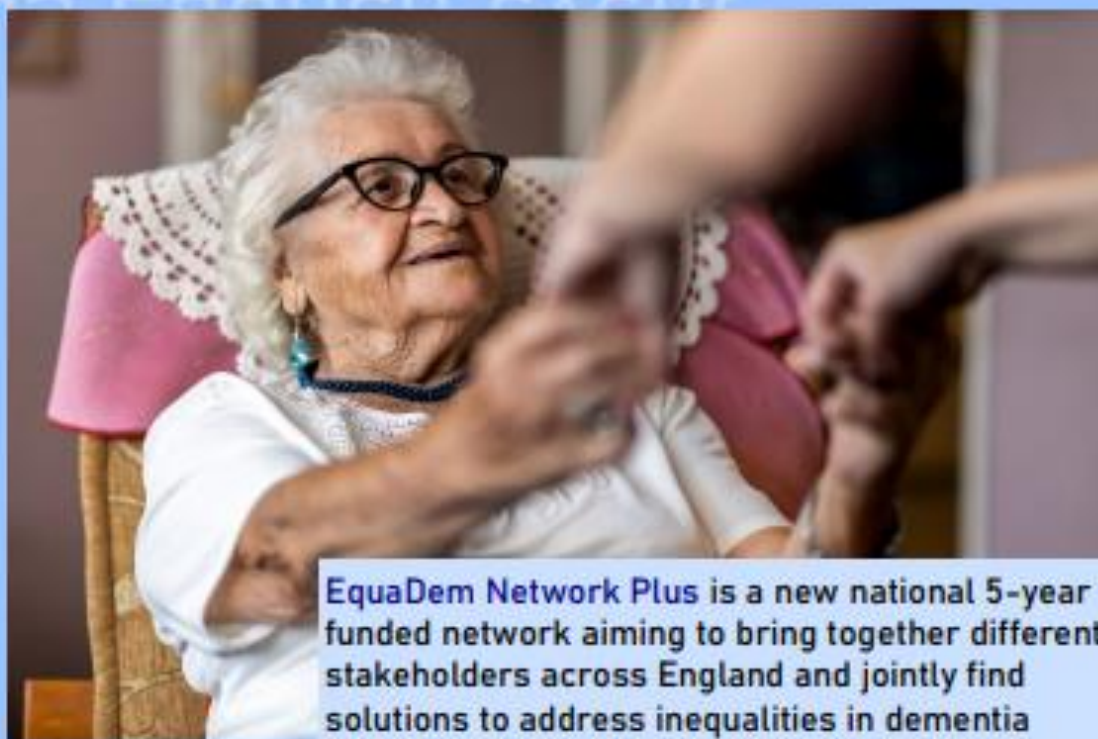 EquaDem Network Plus is a new national 5-year
funded network aiming to bring together different
stakeholders across England and jointly find
solutions to address inequalities in dementia